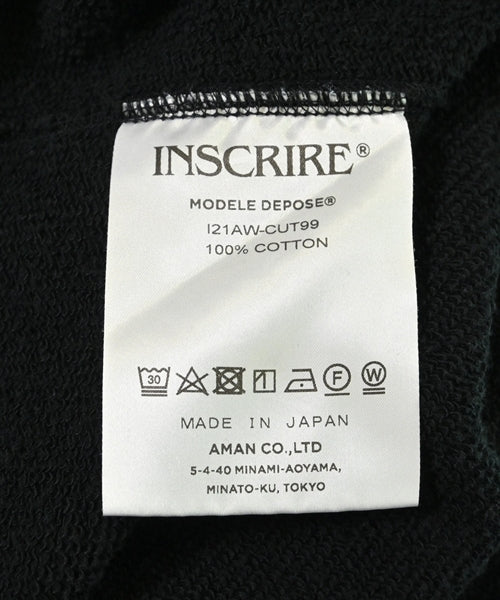 INSCRIRE®
MODELE DEPOSE®
I21AW-CUT99
100% COTTON
30 F W
MADE IN JAPAN
AMAN CO.,LTD
5-4-40 MINAMI-AOYAMA,
MINATO-KU, TOKYO